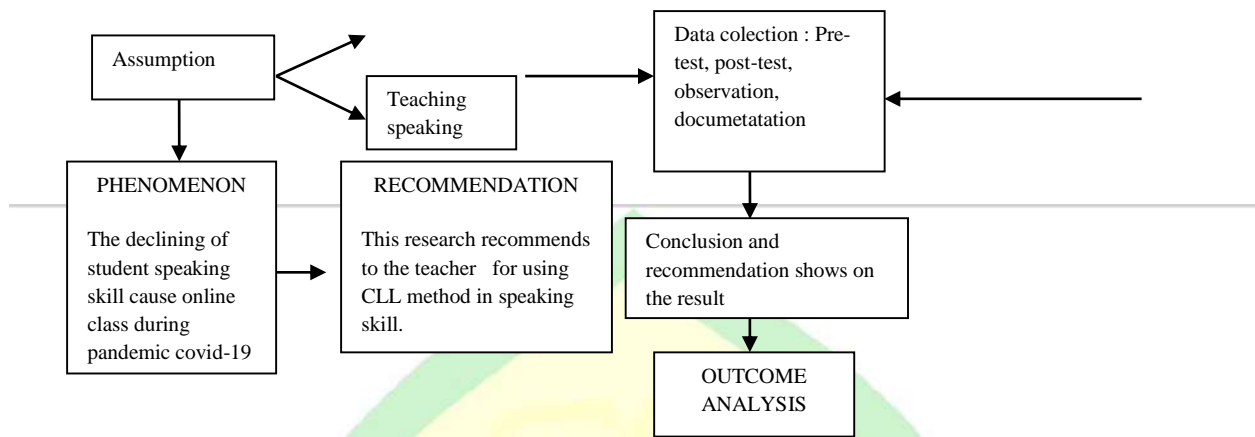 Assumption
Teaching
speaking
Data colection : Pre-
test, post-test,
observation,
documetatation
PHENOMENON
The declining of
student speaking
skill cause online
class during
pandemic covid-19
RECOMMENDATION
This research recommends
to the teacher for using
CLL method in speaking
skill.
Conclusion and
recommendation shows on
the result
OUTCOME
ANALYSIS